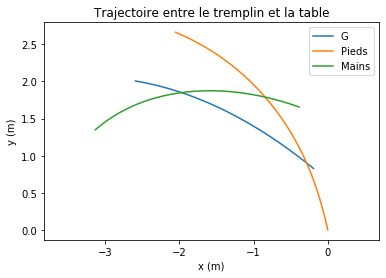 Trajectoire entre le tremplin et la table
G
Pieds
Mains
y (m)
2.5
2.0
1.5
1.0
0.5
0.0
−3
−2
−1
0
x (m)